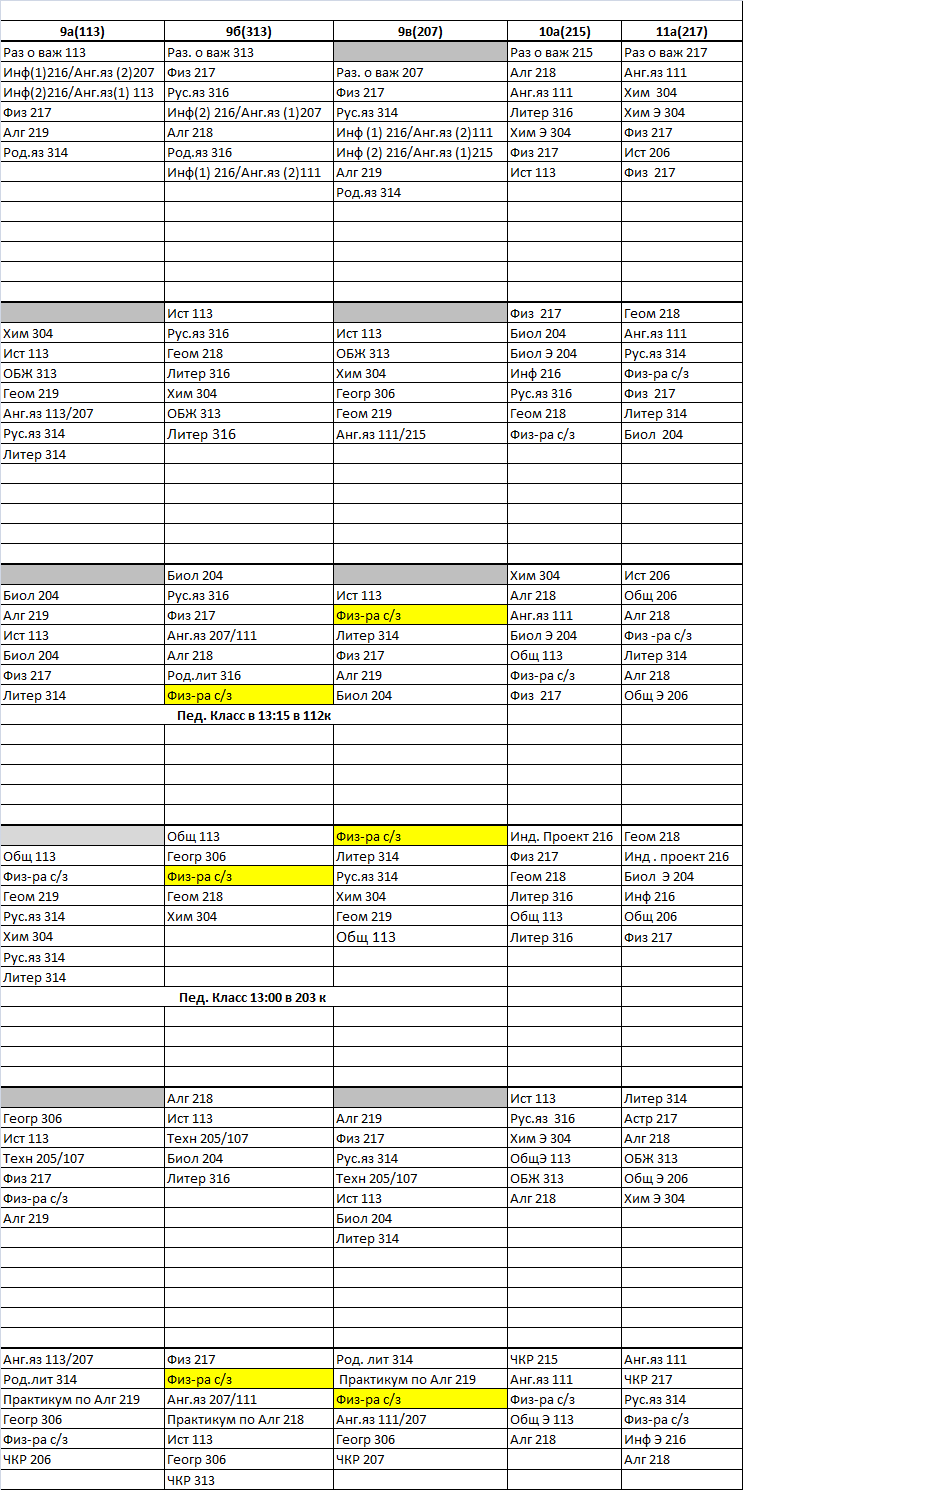 9а(113) 9б(313) 9в(207) 10а(215) 11а(217)
Раз о важ 113 Раз. о важ 313 Раз о важ 215 Раз о важ 217
Инф(1)216/Анг.яз (2)207 Физ 217 Раз. о важ 207 Алг 218 Анг.яз 111
Инф(2)216/Анг.яз(1) 113 Рус.яз 316 Физ 217 Анг.яз 111 Хим 304
Физ 217 Инф(2) 216/Анг.яз (1)207 Рус.яз 314 Литер 316 Хим Э 304
Алг 219 Алг 218 Инф (1) 216/Анг.яз (2)111 Хим Э 304 Физ 217
Род.яз 314 Род.яз 316 Инф (2) 216/Анг.яз (1)215 Физ 217 Ист 206
Инф(1) 216/Анг.яз (2)111 Алг 219 Ист 113 Физ 217
Род.яз 314
Ист 113 Физ 217 Геом 218
Хим 304 Рус.яз 316 Ист 113 Биол 204 Анг.яз 111
Ист 113 Геом 218 ОБЖ 313 Биол Э 204 Рус.яз 314
ОБЖ 313 Литер 316 Хим 304 Инф 216 Физ-ра с/з
Геом 219 Хим 304 Геогр 306 Рус.яз 316 Физ 217
Анг.яз 113/207 ОБЖ 313 Геом 219 Геом 218 Литер 314
Рус.яз 314 Литер 316 Анг.яз 111/215 Физ-ра с/з Биол 204
Литер 314
Биол 204 Хим 304 Ист 206
Биол 204 Рус.яз 316 Ист 113 Алг 218 Общ 206
Алг 219 Физ 217 Физ-ра с/з Анг.яз 111 Алг 218
Ист 113 Анг.яз 207/111 Литер 314 Биол Э 204 Физ -ра с/з
Биол 204 Алг 218 Физ 217 Общ 113 Литер 314
Физ 217 Род.лит 316 Алг 219 Физ-ра с/з Алг 218
Литер 314 Физ-ра с/з Биол 204 Физ 217 Общ Э 206
Пед. Класс в 13:15 в 112к
Общ 113 Физ-ра с/з Инд. Проект 216 Геом 218
Общ 113 Геогр 306 Литер 314 Физ 217 Инд . проект 216
Физ-ра с/з Физ-ра с/з Рус.яз 314 Геом 218 Биол Э 204
Геом 219 Геом 218 Хим 304 Литер 316 Инф 216
Рус.яз 314 Хим 304 Геом 219 Общ 113 Общ 206
Хим 304 Общ 113 Литер 316 Физ 217
Рус.яз 314
Литер 314
Пед. Класс 13:00 в 203 к
Алг 218 Ист 113 Литер 314
Геогр 306 Ист 113 Алг 219 Рус.яз 316 Астр 217
Ист 113 Техн 205/107 Физ 217 Хим Э 304 Алг 218
Техн 205/107 Биол 204 Рус.яз 314 ОбщЭ 113 ОБЖ 313
Физ 217 Литер 316 Техн 205/107 ОБЖ 313 Общ Э 206
Физ-ра с/з Ист 113 Алг 218 Хим Э 304
Алг 219 Биол 204
Литер 314
Анг.яз 113/207 Физ 217 Род. лит 314 ЧКР 215 Анг.яз 111
Род.лит 314 Физ-ра с/з Практикум по Алг 219 Анг.яз 111 ЧКР 217
Практикум по Алг 219 Анг.яз 207/111 Физ-ра с/з Физ-ра с/з Рус.яз 314
Геогр 306 Практикум по Алг 218 Анг.яз 111/207 Общ Э 113 Физ-ра с/з
Физ-ра с/з Ист 113 Геогр 306 Алг 218 Инф Э 216
ЧКР 206 Геогр 306 ЧКР 207 Алг 218
ЧКР 313